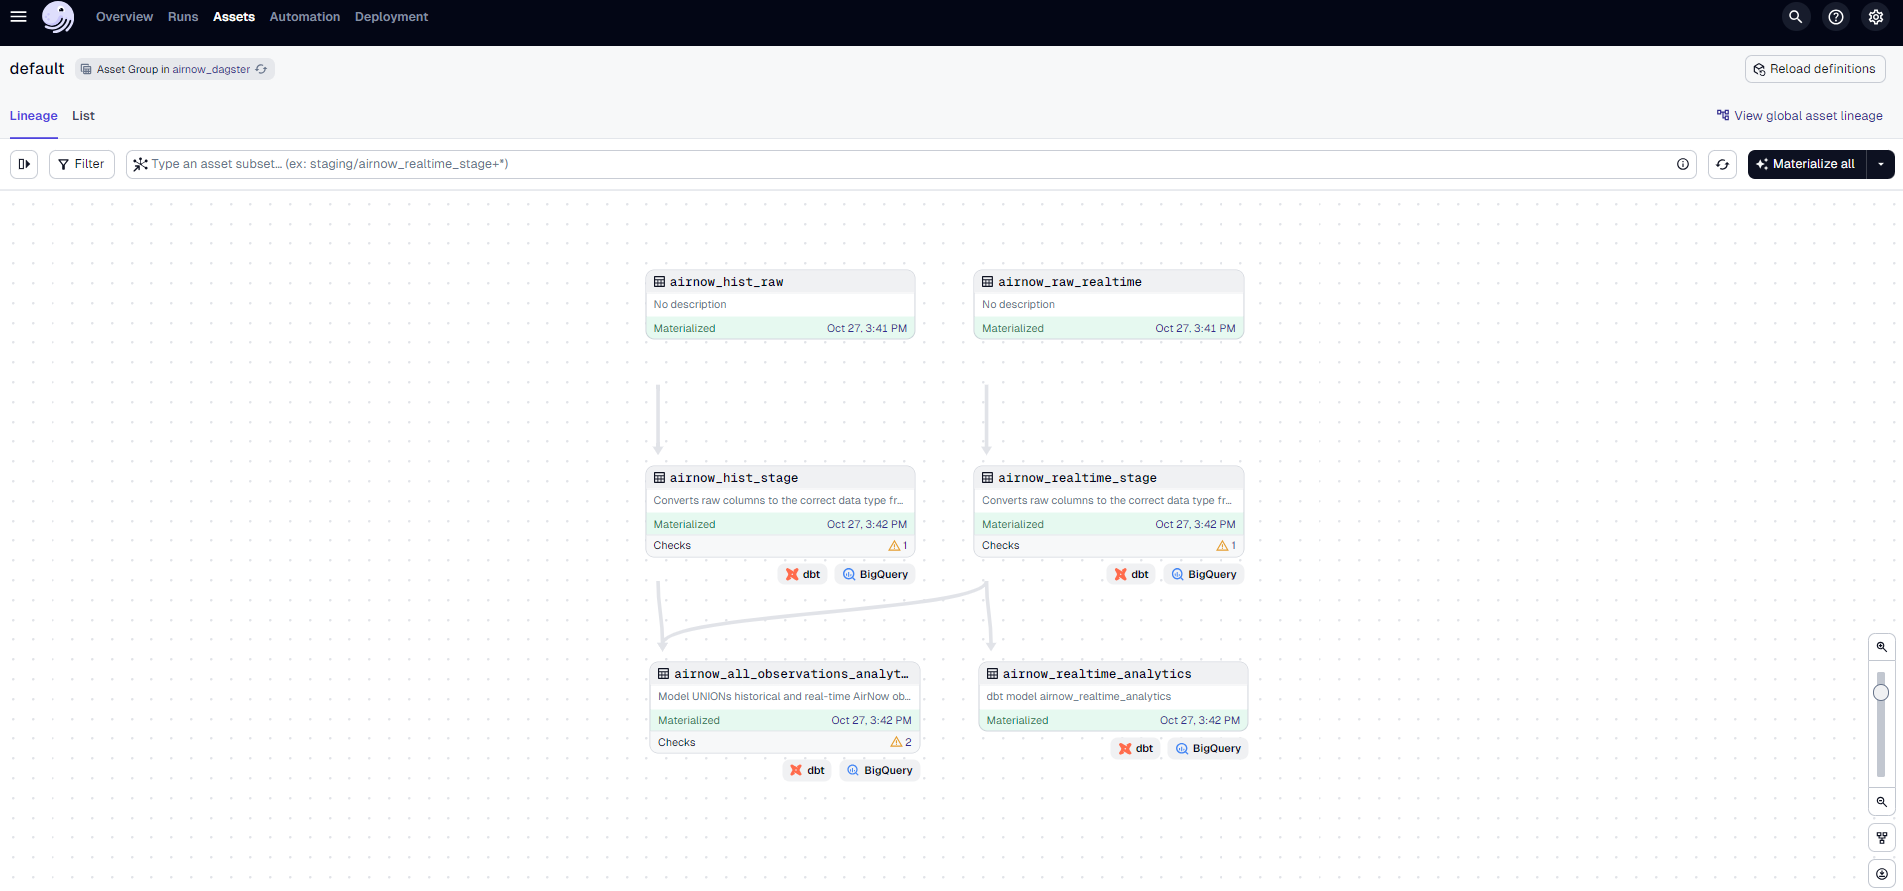 Overview Runs Assets Automation Deployment
default Asset Group in airnow_dagster Reload definitions
Lineage List View global asset lineage
Filter Type an asset subset... (ex: staging/airnow_realtime_stage+*) Materialize all
airnow_hist_raw
No description
Materialized Oct 27, 3:41 PM
airnow_raw_realtime
No description
Materialized Oct 27, 3:41 PM
airnow_hist_stage
Converts raw columns to the correct data type fr...
Materialized Oct 27, 3:42 PM
Checks 1
dbt BigQuery
airnow_realtime_stage
Converts raw columns to the correct data type fr...
Materialized Oct 27, 3:42 PM
Checks 1
dbt BigQuery
airnow_all_observations_analyt...
Model UNIONs historical and real-time AirNow ob...
Materialized Oct 27, 3:42 PM
Checks 2
dbt BigQuery
airnow_realtime_analytics
dbt model airnow_realtime_analytics
Materialized Oct 27, 3:42 PM
dbt BigQuery